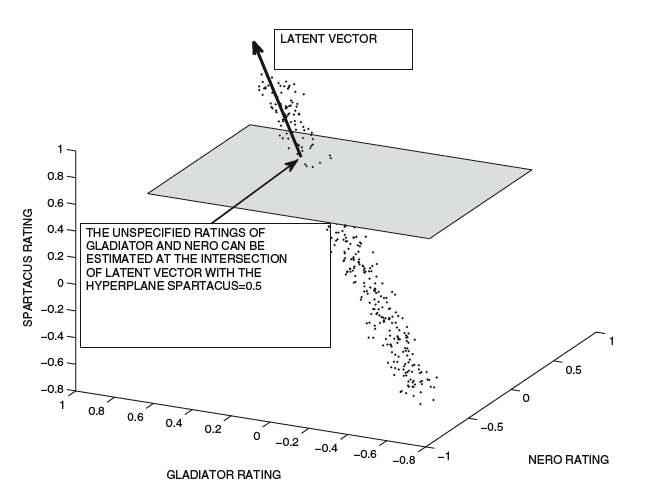 LATENT VECTOR
THE UNSPECIFIED RATINGS OF
GLADIATOR AND NERO CAN BE
ESTIMATED AT THE INTERSECTION
OF LATENT VECTOR WITH THE
HYPERPLANE SPARTACUS=0.5
SPARTACUS RATING
1
0.8
0.6
0.4
0.2
0
−0.2
−0.4
−0.6
−0.8
1
0.8
0.6
0.4
0.2
0
−0.2
−0.4
−0.6
−0.8
GLADIATOR RATING
−1
−0.5
0
0.5
1
NERO RATING